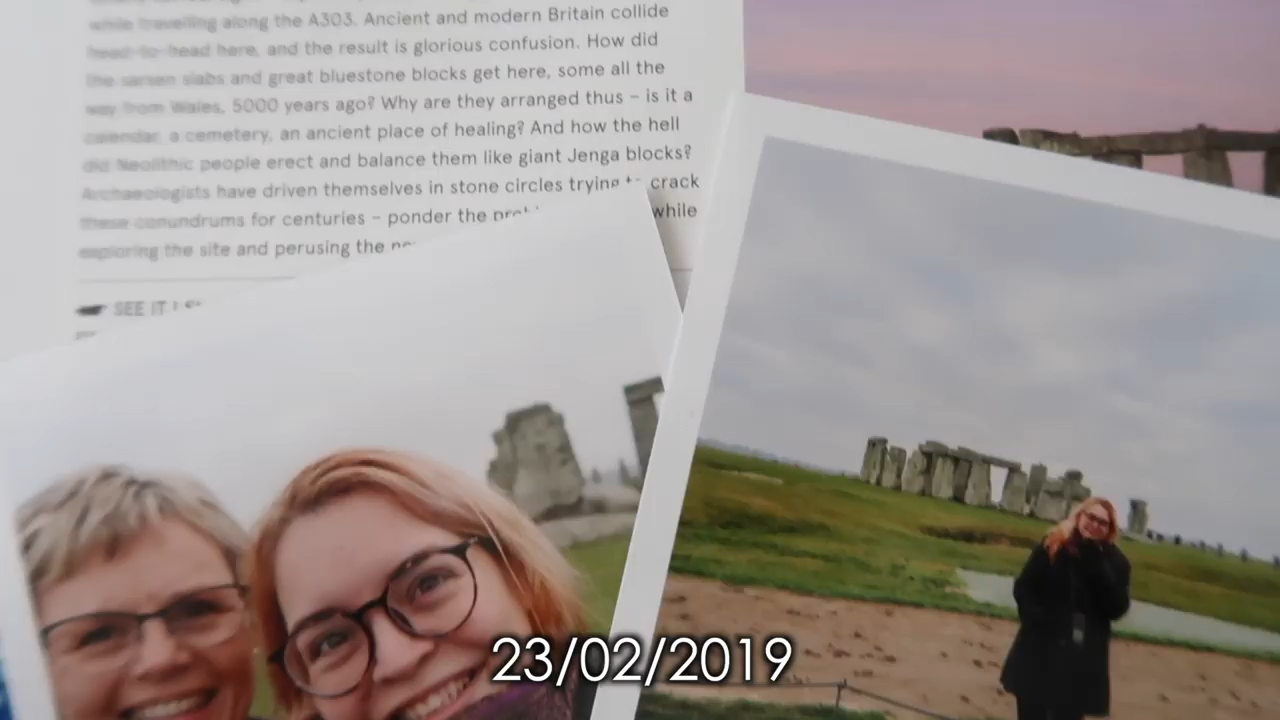 while travelling along the A303. Ancient and modern Britain collide
head-to-head here, and the result is glorious confusion. How did
the sarsen slabs and great bluestone blocks get here, some all the
way from Wales, 5000 years ago? Why are they arranged thus – is it a
calendar, a cemetery, an ancient place of healing? And how the hell
did Neolithic people erect and balance them like giant Jenga blocks?
Archaeologists have driven themselves in stone circles trying to crack
these conundrums for centuries – ponder the while
exploring the site and perusing the
SEE IT
23/02/2019